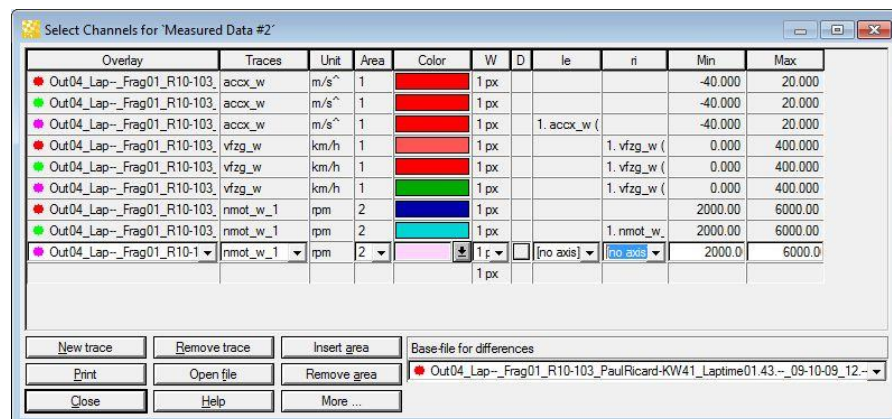 Select Channels for `Measured Data #2´
Overlay Traces Unit Area Color W D le ri Min Max
Out04_Lap--_Frag01_R10-103_ accx_w m/s^ 1 1 px -40.000 20.000
Out04_Lap--_Frag01_R10-103_ accx_w m/s^ 1 1 px -40.000 20.000
Out04_Lap--_Frag01_R10-103_ accx_w m/s^ 1 1 px 1. accx_w ( -40.000 20.000
Out04_Lap--_Frag01_R10-103_ vfzg_w km/h 1 1 px 1. vfzg_w ( 0.000 400.000
Out04_Lap--_Frag01_R10-103_ vfzg_w km/h 1 1 px 1. vfzg_w ( 0.000 400.000
Out04_Lap--_Frag01_R10-103_ vfzg_w km/h 1 1 px 1. vfzg_w ( 0.000 400.000
Out04_Lap--_Frag01_R10-103_ nmot_w_1 rpm 2 1 px 2000.00 6000.00
Out04_Lap--_Frag01_R10-103_ nmot_w_1 rpm 2 1 px 1. nmot_w_ 2000.00 6000.00
Out04_Lap--_Frag01_R10-1 nmot_w_1 rpm 2 1 p [no axis] [no axis 2000.0 6000.0
1 px
New trace Remove trace Insert area Base-file for differences
Print Open file Remove area Out04_Lap--_Frag01_R10-103_PaulRicard-KW41_Laptime01.43.--_09-10-09_12.--
Close Help More ...